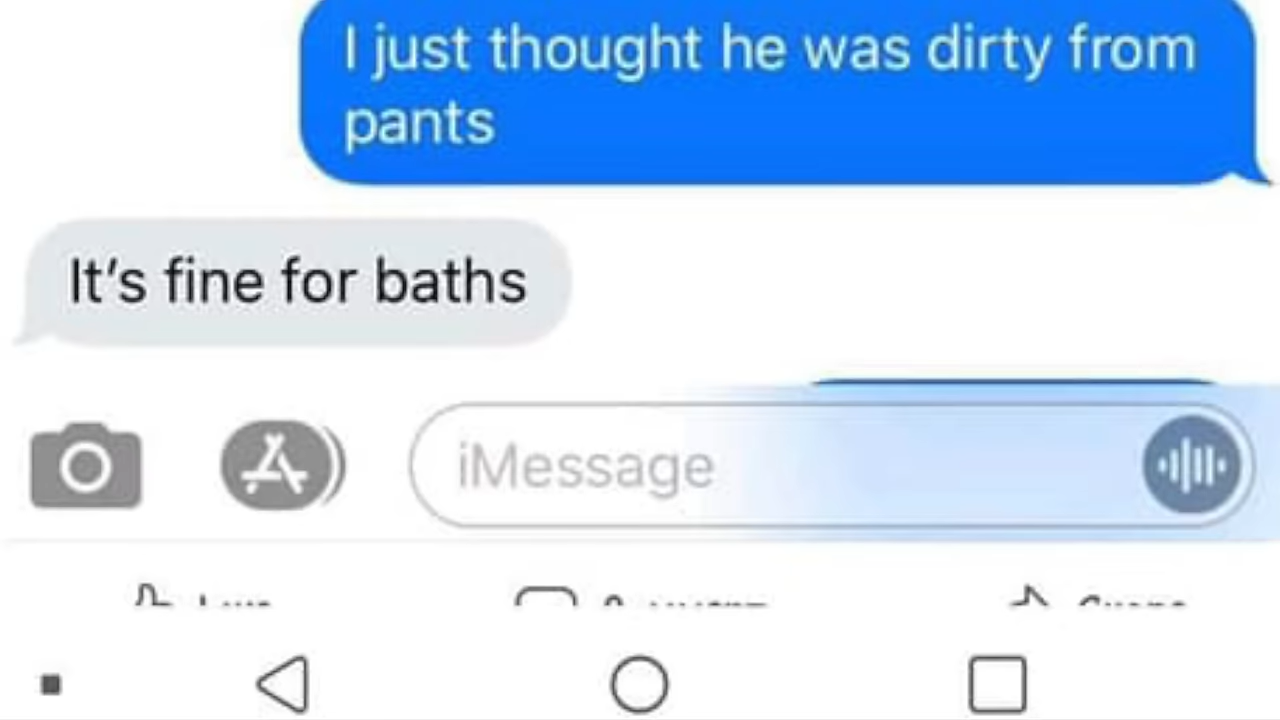 I just thought he was dirty from
pants
It's fine for baths
iMessage